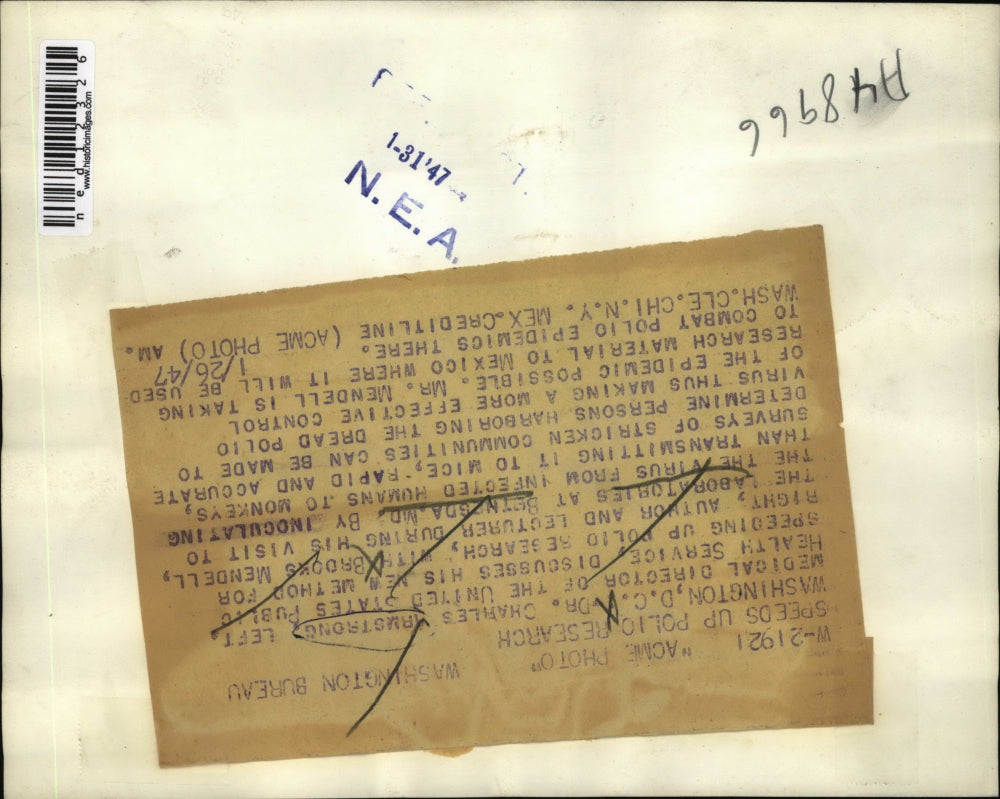 ned12326
www.historicimages.com
1-31'47
N.E.A.
W-21921 "ACME PHOTO" WASHINGTON BUREAU
SPEEDS UP POLIO RESEARCH
WASHINGTON, D.C. DR. CHARLES ARMSTRONG, LEFT,
MEDICAL DIRECTOR OF THE UNITED STATES PUBLIC
HEALTH SERVICE, DISCUSSES HIS NEW METHOD FOR
SPEEDING UP POLIO RESEARCH, WITH BROOKS MENDELL,
RIGHT, AUTHOR AND LECTURER DURING HIS VISIT TO
THE LABORATORIES AT BETHESDA, MD. BY INOCULATING
THE THE VIRUS FROM INFECTED HUMANS TO MONKEYS,
THAN TRANSMITTING IT TO MICE, RAPID AND ACCURATE
SURVEYS OF STRICKEN COMMUNITIES CAN BE MADE TO
DETERMINE PERSONS HARBORING THE DREAD POLIO
VIRUS THUS MAKING A MORE EFFECTIVE CONTROL
OF THE EPIDEMIC POSSIBLE. MR. MENDELL IS TAKING
RESEARCH MATERIAL TO MEXICO WHERE IT WILL BE USED
TO COMBAT POLIO EPIDEMICS THERE. 1/26/47
WASH.CLE.CHI.N.Y. MEX.CREDITLINE (ACME PHOTO) AM.